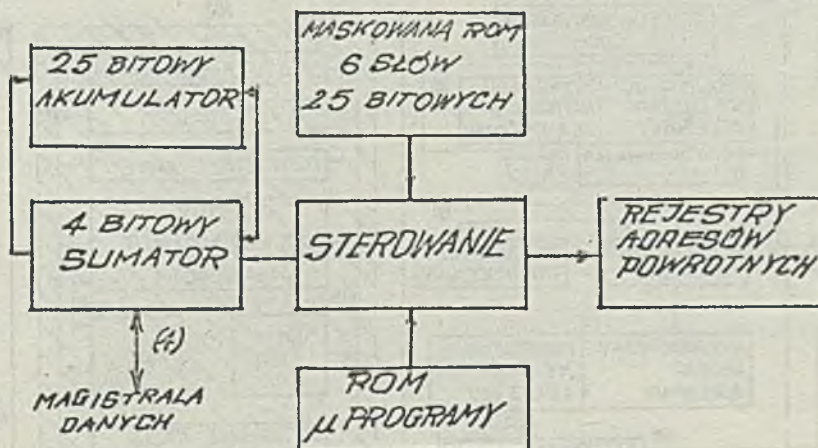 25 BITOWY
AKUMULATOR
MASKOWANA ROM
6 SŁÓW
25 BITOWYCH
4 BITOWY
SUMATOR
STEROWANIE
REJESTRY
ADRESÓW
POWROTNYCH
(4)
MAGISTRALA
DANYCH
ROM
μ PROGRAMY